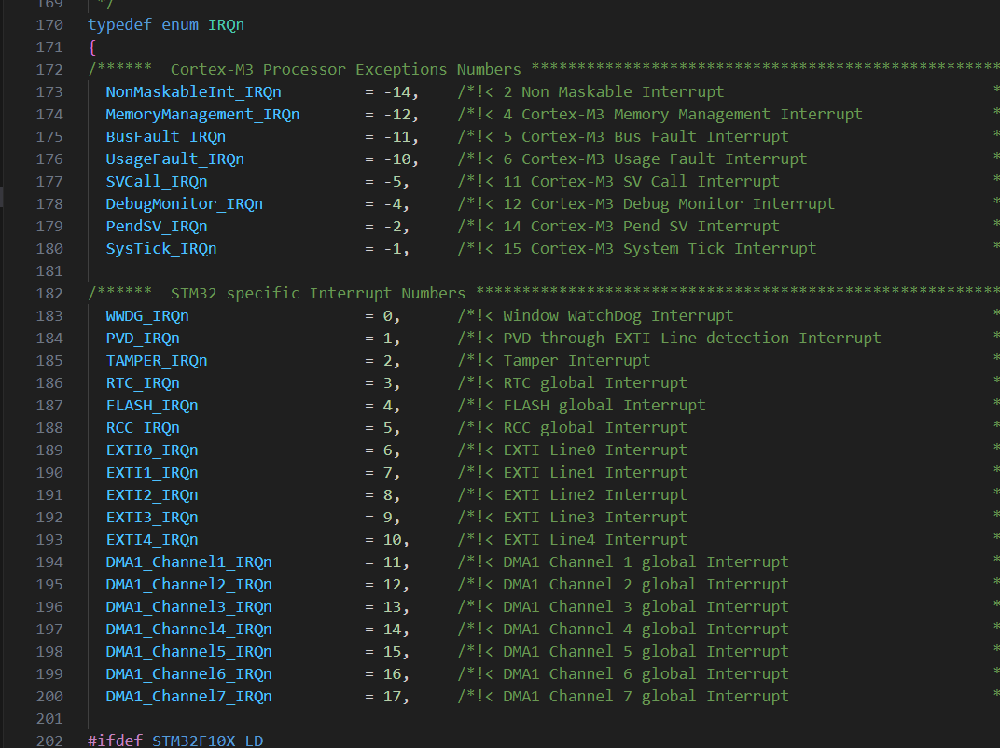 169 */
170 typedef enum IRQn
171 {
172 /****** Cortex-M3 Processor Exceptions Numbers ***************************************************
173 NonMaskableInt_IRQn = -14, /*!< 2 Non Maskable Interrupt *
174 MemoryManagement_IRQn = -12, /*!< 4 Cortex-M3 Memory Management Interrupt *
175 BusFault_IRQn = -11, /*!< 5 Cortex-M3 Bus Fault Interrupt *
176 UsageFault_IRQn = -10, /*!< 6 Cortex-M3 Usage Fault Interrupt *
177 SVCall_IRQn = -5, /*!< 11 Cortex-M3 SV Call Interrupt *
178 DebugMonitor_IRQn = -4, /*!< 12 Cortex-M3 Debug Monitor Interrupt *
179 PendSV_IRQn = -2, /*!< 14 Cortex-M3 Pend SV Interrupt *
180 SysTick_IRQn = -1, /*!< 15 Cortex-M3 System Tick Interrupt *
181
182 /****** STM32 specific Interrupt Numbers *********************************************************
183 WWDG_IRQn = 0, /*!< Window WatchDog Interrupt *
184 PVD_IRQn = 1, /*!< PVD through EXTI Line detection Interrupt *
185 TAMPER_IRQn = 2, /*!< Tamper Interrupt *
186 RTC_IRQn = 3, /*!< RTC global Interrupt *
187 FLASH_IRQn = 4, /*!< FLASH global Interrupt *
188 RCC_IRQn = 5, /*!< RCC global Interrupt *
189 EXTI0_IRQn = 6, /*!< EXTI Line0 Interrupt *
190 EXTI1_IRQn = 7, /*!< EXTI Line1 Interrupt *
191 EXTI2_IRQn = 8, /*!< EXTI Line2 Interrupt *
192 EXTI3_IRQn = 9, /*!< EXTI Line3 Interrupt *
193 EXTI4_IRQn = 10, /*!< EXTI Line4 Interrupt *
194 DMA1_Channel1_IRQn = 11, /*!< DMA1 Channel 1 global Interrupt *
195 DMA1_Channel2_IRQn = 12, /*!< DMA1 Channel 2 global Interrupt *
196 DMA1_Channel3_IRQn = 13, /*!< DMA1 Channel 3 global Interrupt *
197 DMA1_Channel4_IRQn = 14, /*!< DMA1 Channel 4 global Interrupt *
198 DMA1_Channel5_IRQn = 15, /*!< DMA1 Channel 5 global Interrupt *
199 DMA1_Channel6_IRQn = 16, /*!< DMA1 Channel 6 global Interrupt *
200 DMA1_Channel7_IRQn = 17, /*!< DMA1 Channel 7 global Interrupt *
201
202 #ifdef STM32F10X_LD